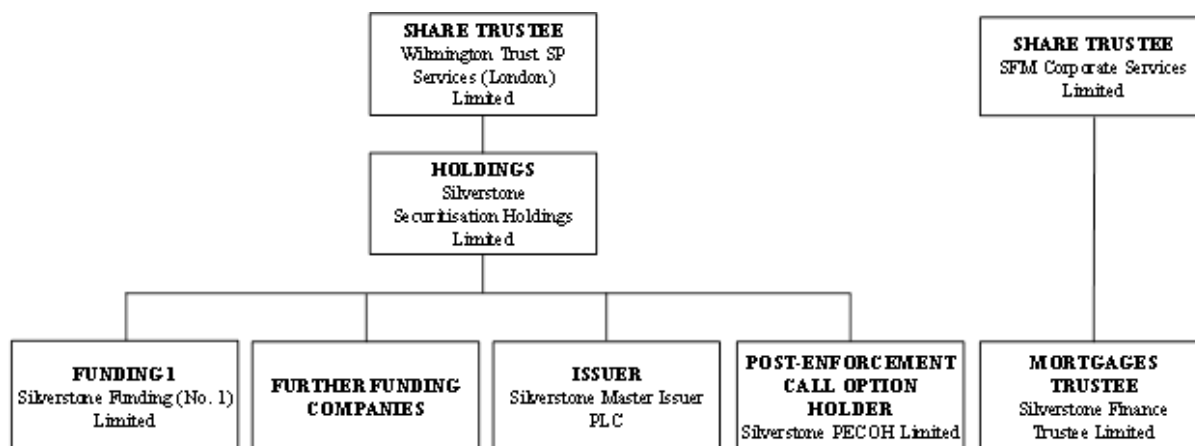 SHARE TRUSTEE
Wilmington Trust SP
Services (London)
Limited
SHARE TRUSTEE
SFM Corporate Services
Limited
HOLDINGS
Silverstone
Securitisation Holdings
Limited
FUNDING 1
Silverstone Funding (No. 1)
Limited
FURTHER FUNDING
COMPANIES
ISSUER
Silverstone Master Issuer
PLC
POST-ENFORCEMENT
CALL OPTION
HOLDER
Silverstone PECOH Limited
MORTGAGES
TRUSTEE
Silverstone Finance
Trustee Limited